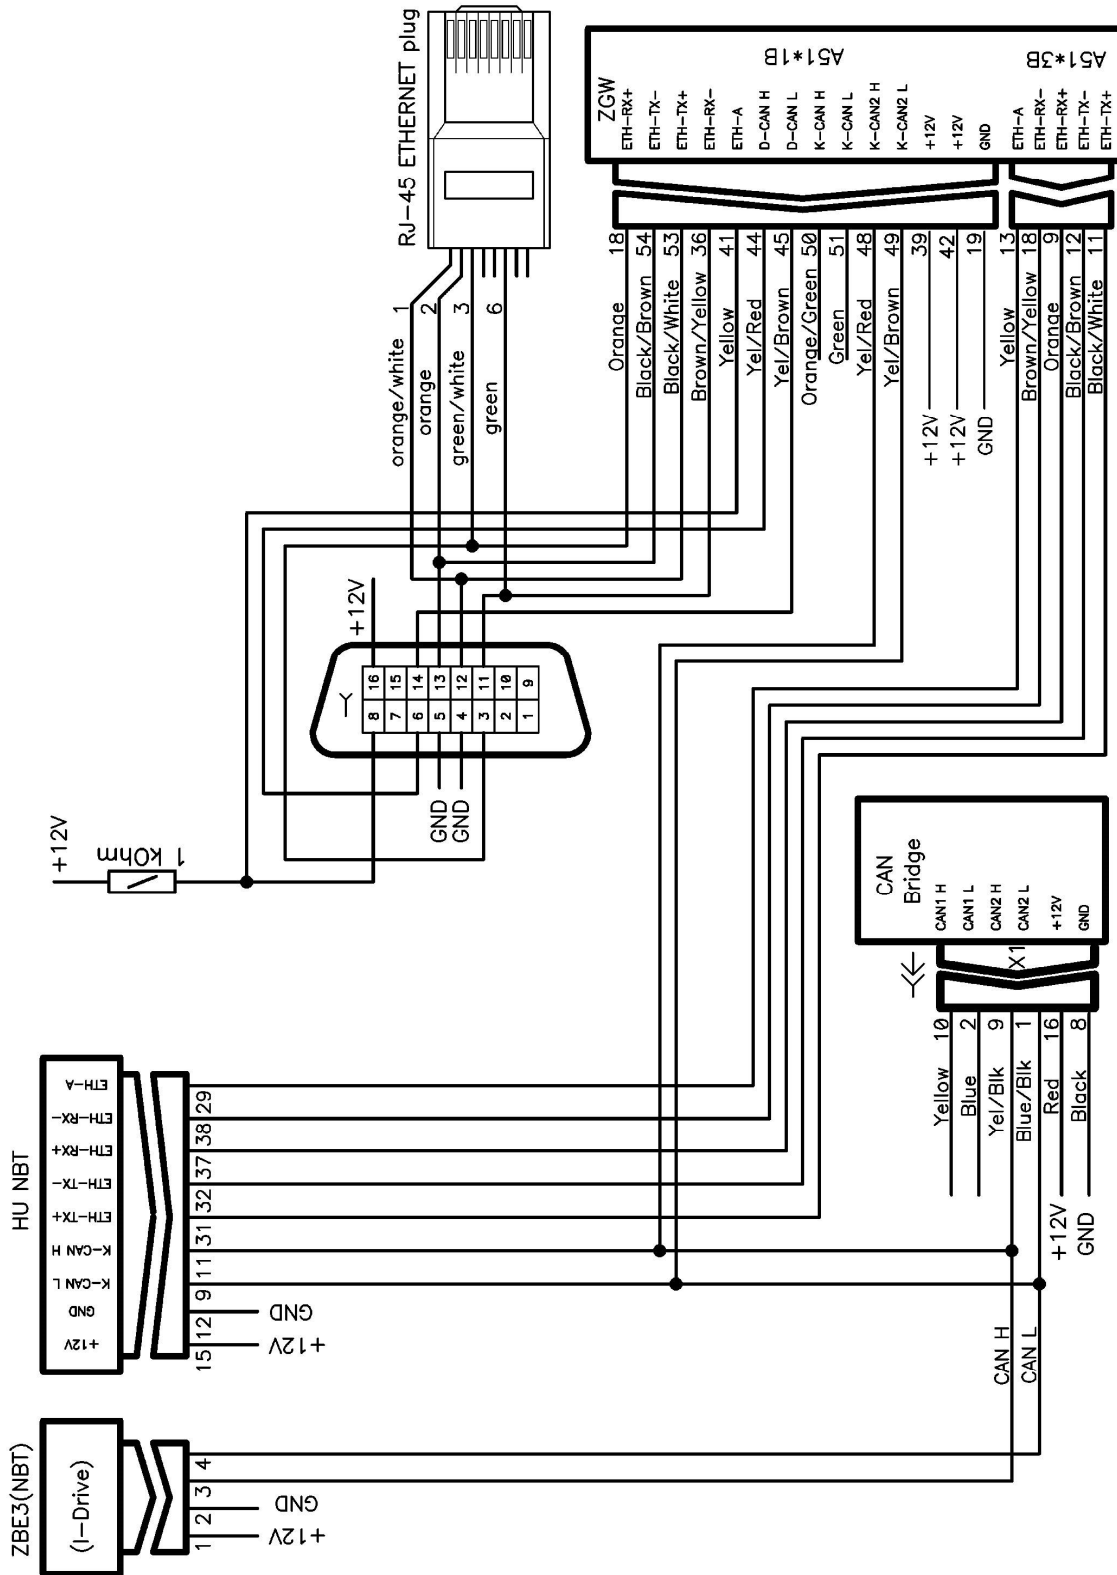 RJ-45 ETHERNET plug
1
2
3
6
orange/white
orange
green/white
green
ZGW
A51*1B
A51*3B
ETH-RX+
ETH-TX-
ETH-TX+
ETH-RX-
ETH-A
D-CAN H
D-CAN L
K-CAN H
K-CAN L
K-CAN2 H
K-CAN2 L
+12V
+12V
GND
ETH-A
ETH-RX-
ETH-RX+
ETH-TX-
ETH-TX+
18 Orange
54 Black/Brown
53 Black/White
36 Brown/Yellow
41 Yellow
44 Yel/Red
45 Yel/Brown
50 Orange/Green
51 Green
48 Yel/Red
49 Yel/Brown
39 +12V
42 +12V
19 GND
13 Yellow
18 Brown/Yellow
9 Orange
12 Black/Brown
11 Black/White
+12V
16 15 14 13 12 11 10 9
8 7 6 5 4 3 2 1
GND
GND
+12V
1 kOhm
CAN
Bridge
CAN1 H
CAN1 L
CAN2 H
CAN2 L
+12V
GND
X1
10 Yellow
2 Blue
9 Yel/Blk
1 Blue/Blk
16 Red
8 Black
+12V
GND
HU NBT
ETH-A
ETH-RX-
ETH-RX+
ETH-TX-
ETH-TX+
K-CAN H
K-CAN L
GND
+12V
29
38
37
32
31
11
9
12
15
GND
+12V
CAN H
CAN L
ZBE3(NBT)
(I-Drive)
4
3
2
1
GND
+12V